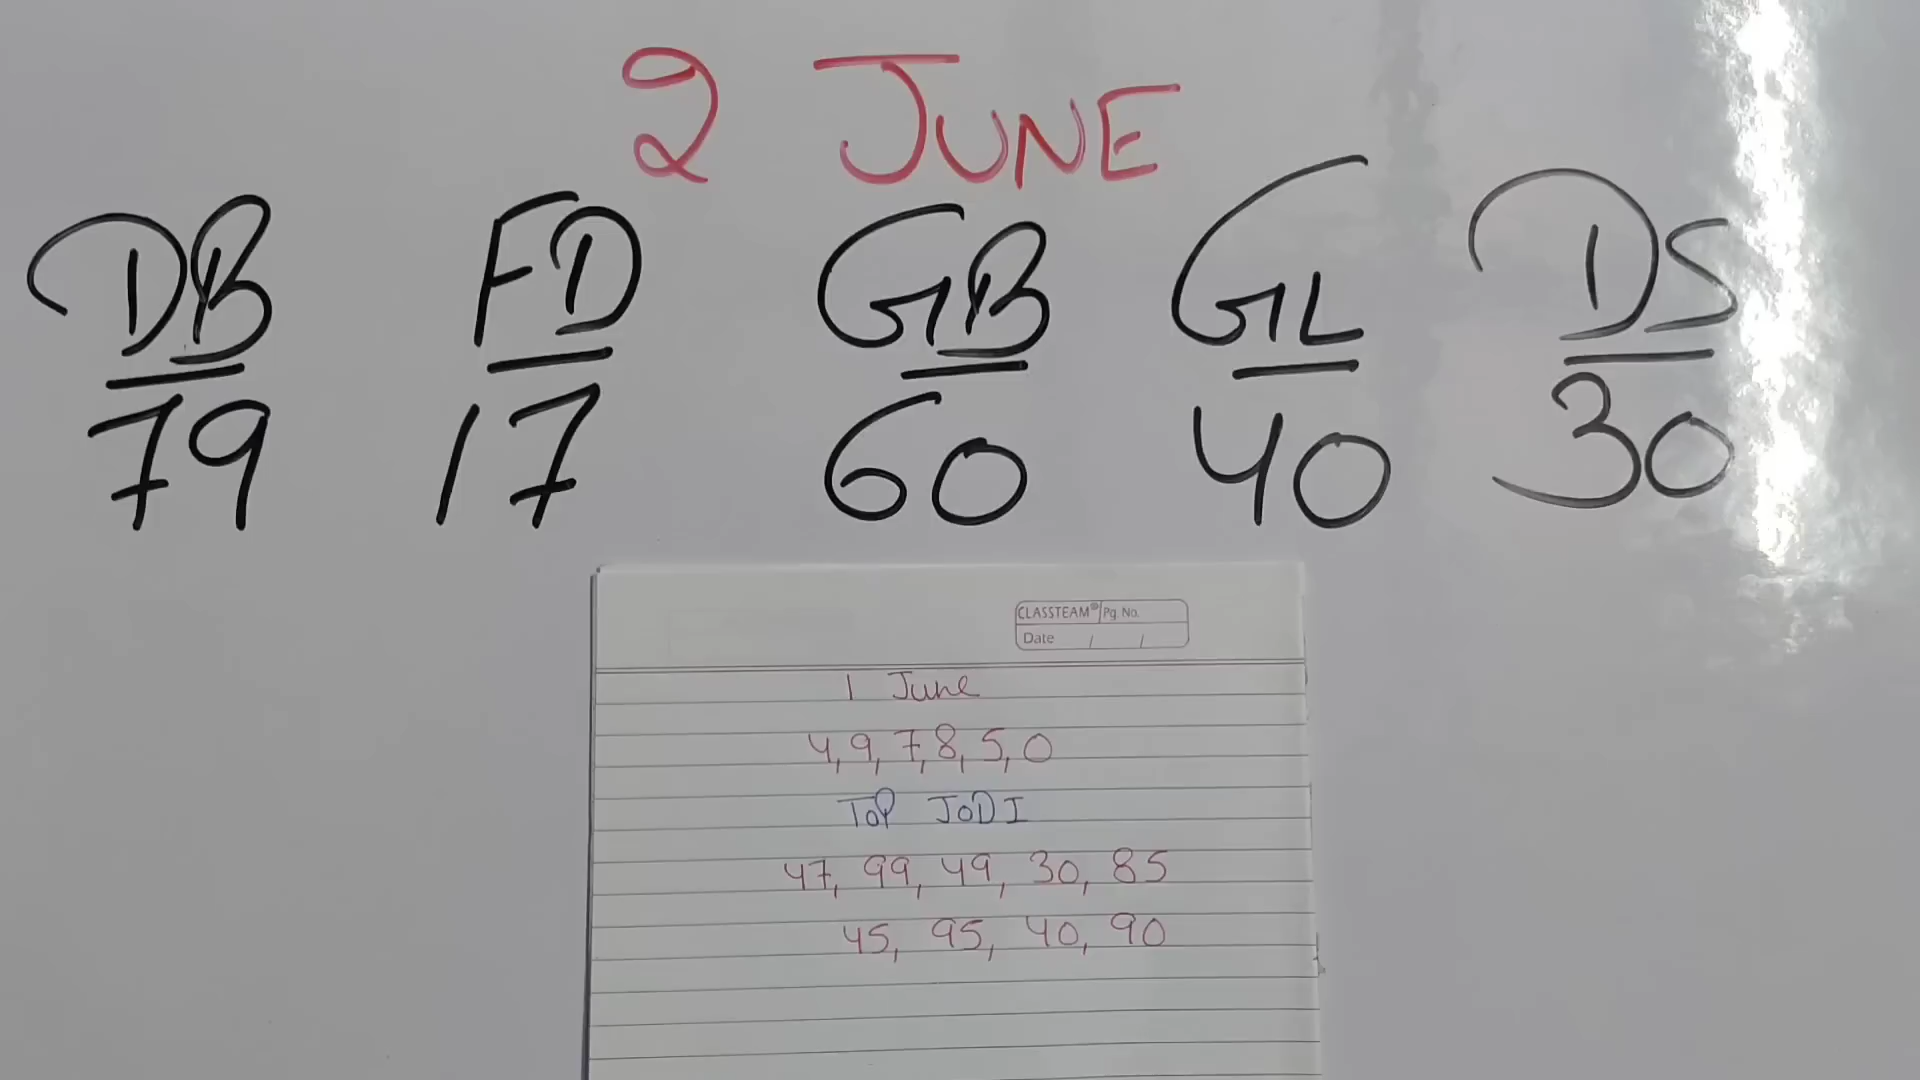 2 JUNE
DB FD GB GL DS
79 17 60 40 30
CLASSTEAM® Pg. No.
Date / /
1 June
4, 9, 7, 8, 5, 0
TOP JODI
47, 99, 49, 30, 85
45, 95, 40, 90